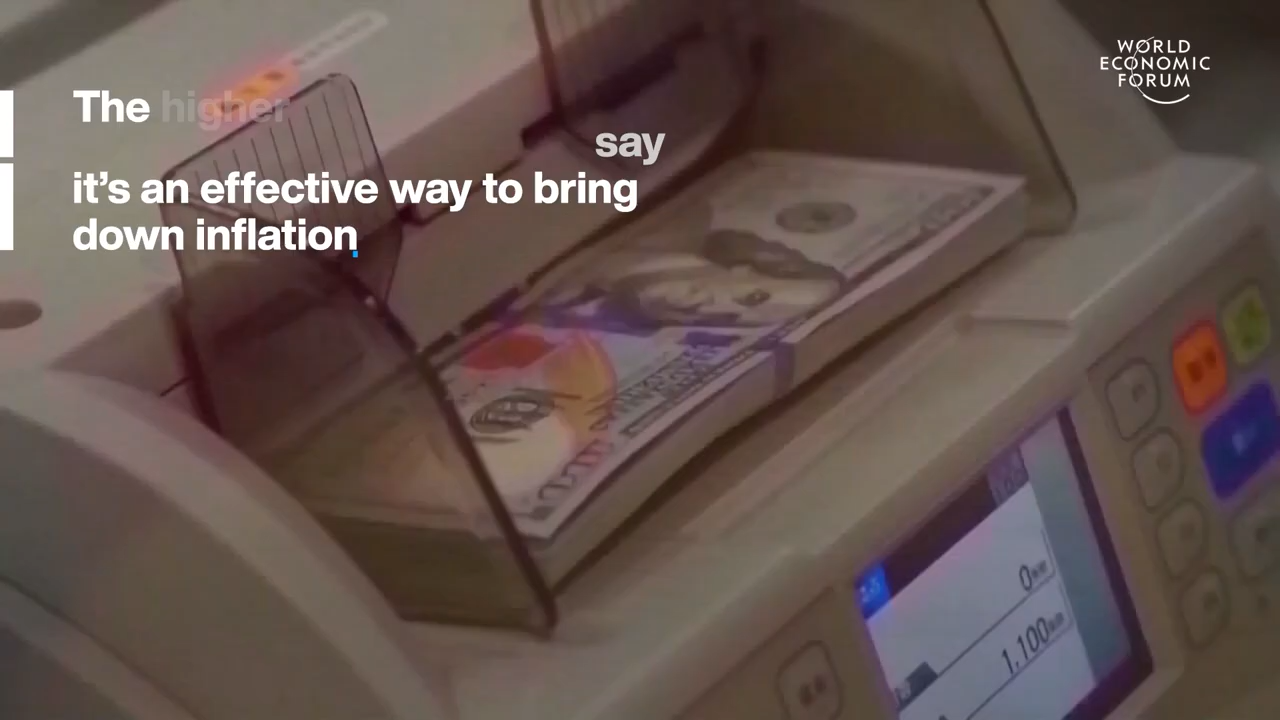 The higher
say
it's an effective way to bring
down inflation
WORLD
ECONOMIC
FORUM
0
1,100